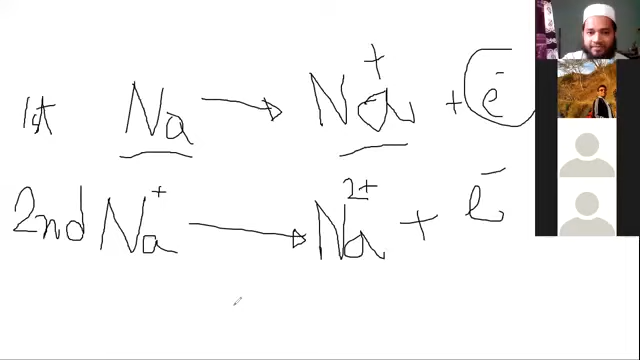 1st Na → Na⁺ + e⁻
2nd Na⁺ → Na²⁺ + e⁻